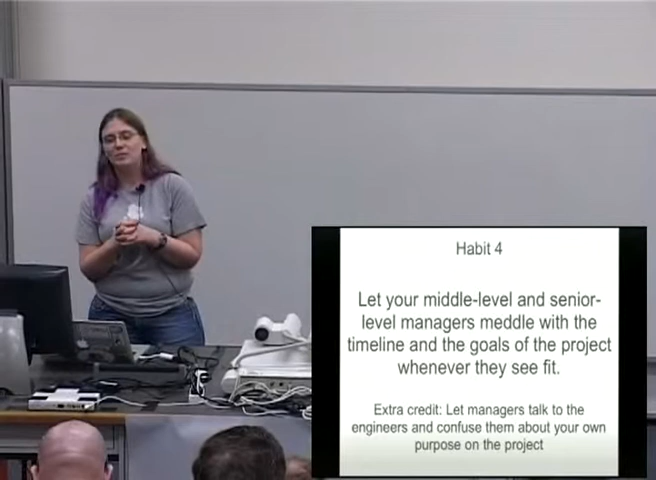 Habit 4
Let your middle-level and senior-
level managers meddle with the
timeline and the goals of the project
whenever they see fit.
Extra credit: Let managers talk to the
engineers and confuse them about your own
purpose on the project